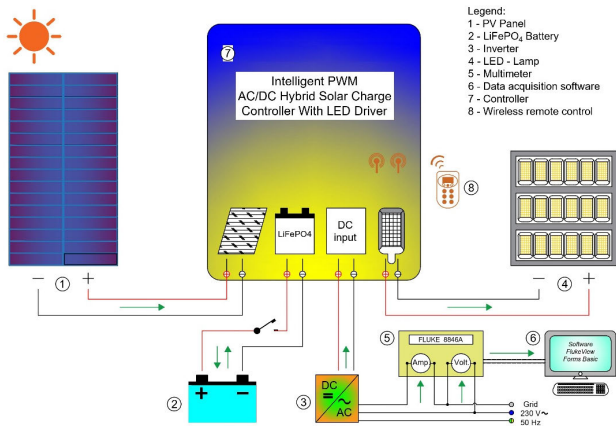 Legend:
1 - PV Panel
2 - LiFePO4 Battery
3 - Inverter
4 - LED - Lamp
5 - Multimeter
6 - Data acquisition software
7 - Controller
8 - Wireless remote control
7
Intelligent PWM
AC/DC Hybrid Solar Charge
Controller With LED Driver
8
LiFePO4
DC
input
− +
1
− +
4
5
FLUKE 8846A
Amp.
Volt.
6
Software
FlukeView
Forms Basic
2
+ −
3
DC
= ~
AC
Grid
230 V~
50 Hz